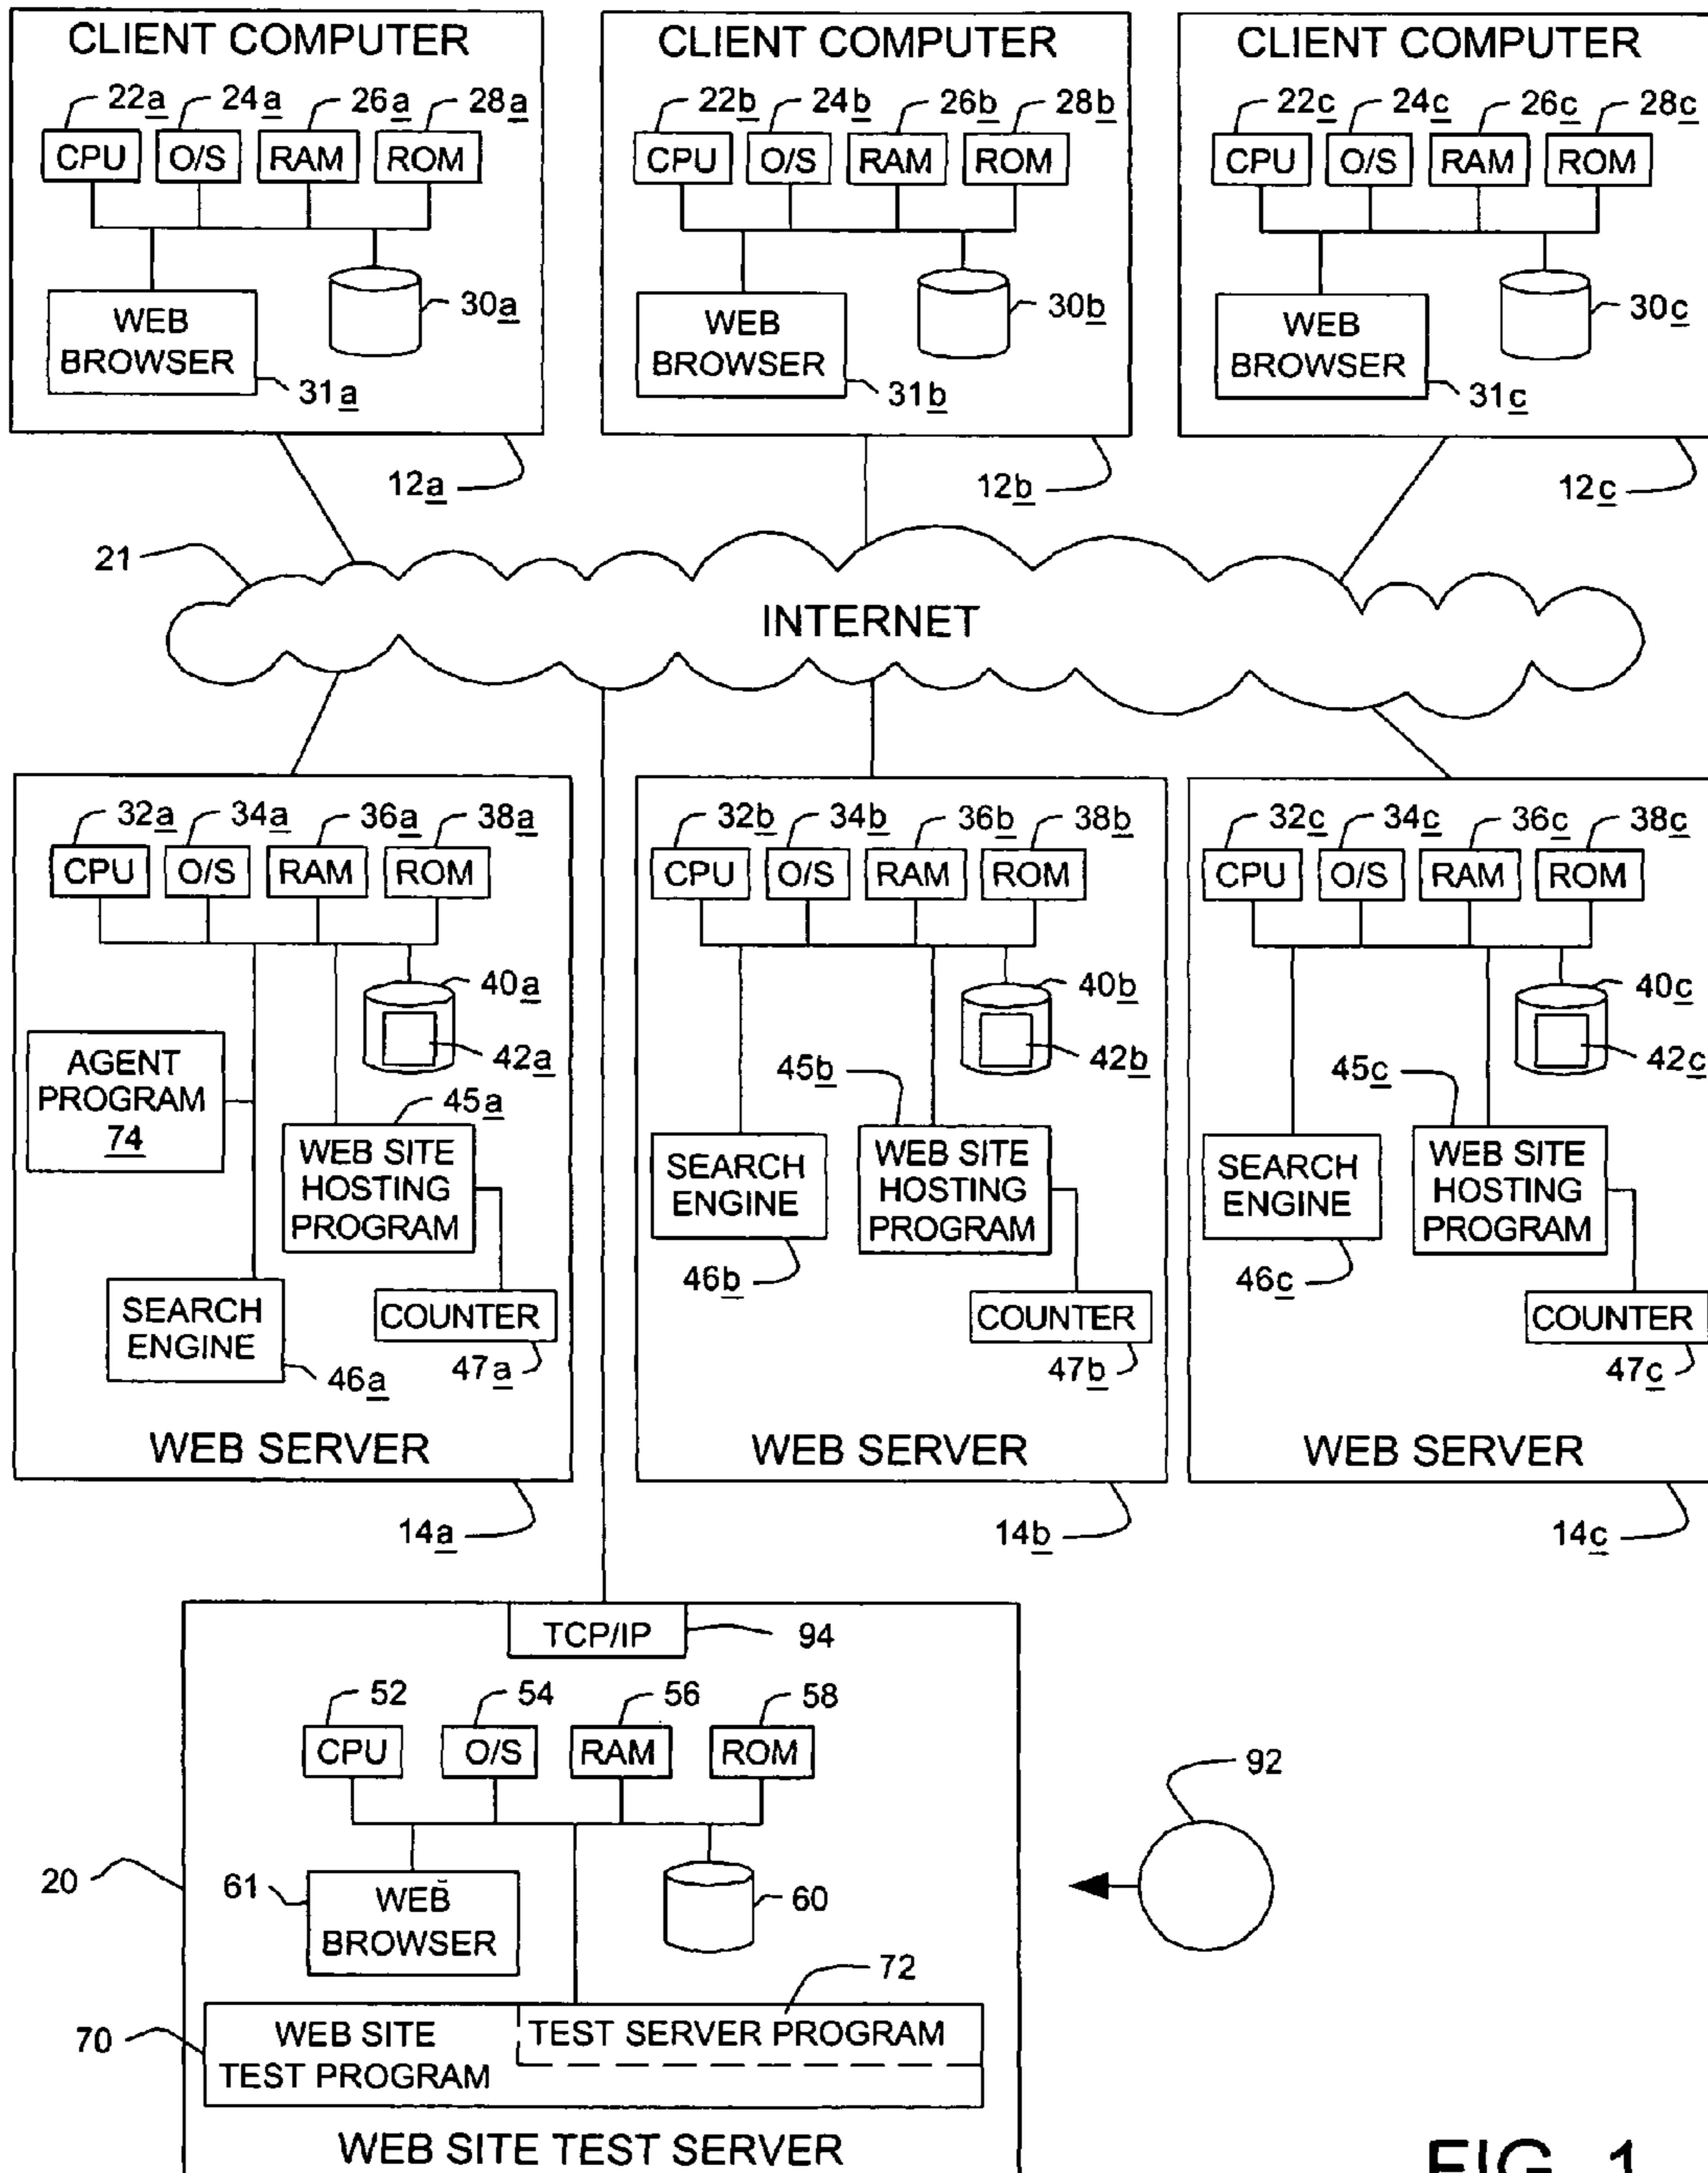 CLIENT COMPUTER CLIENT COMPUTER CLIENT COMPUTER
22a 24a 26a 28a 22b 24b 26b 28b 22c 24c 26c 28c
CPU O/S RAM ROM CPU O/S RAM ROM CPU O/S RAM ROM
30a 30b 30c
WEB WEB WEB
BROWSER BROWSER BROWSER
31a 31b 31c
12a 12b 12c
21
INTERNET
32a 34a 36a 38a 32b 34b 36b 38b 32c 34c 36c 38c
CPU O/S RAM ROM CPU O/S RAM ROM CPU O/S RAM ROM
40a 40b 40c
42a 42b 42c
AGENT
PROGRAM
74
45a 45b 45c
WEB SITE
HOSTING
PROGRAM
SEARCH
ENGINE
WEB SITE
HOSTING
PROGRAM
SEARCH
ENGINE
WEB SITE
HOSTING
PROGRAM
46b 46c
SEARCH
ENGINE
COUNTER COUNTER COUNTER
46a 47a 47b 47c
WEB SERVER WEB SERVER WEB SERVER
14a 14b 14c
TCP/IP 94
52 54 56 58
CPU O/S RAM ROM
92
20 61 60
WEB
BROWSER
72
70
WEB SITE
TEST PROGRAM
TEST SERVER PROGRAM
WEB SITE TEST SERVER
FIG. 1